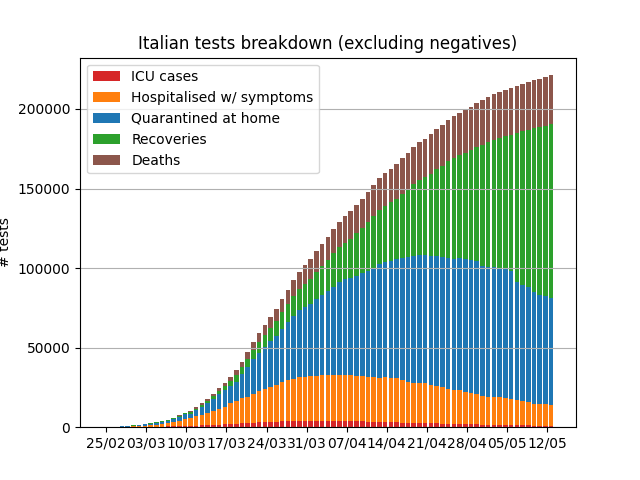 Italian tests breakdown (excluding negatives)
ICU cases
Hospitalised w/ symptoms
Quarantined at home
Recoveries
Deaths
# tests
200000
150000
100000
50000
0
25/02 03/03 10/03 17/03 24/03 31/03 07/04 14/04 21/04 28/04 05/05 12/05